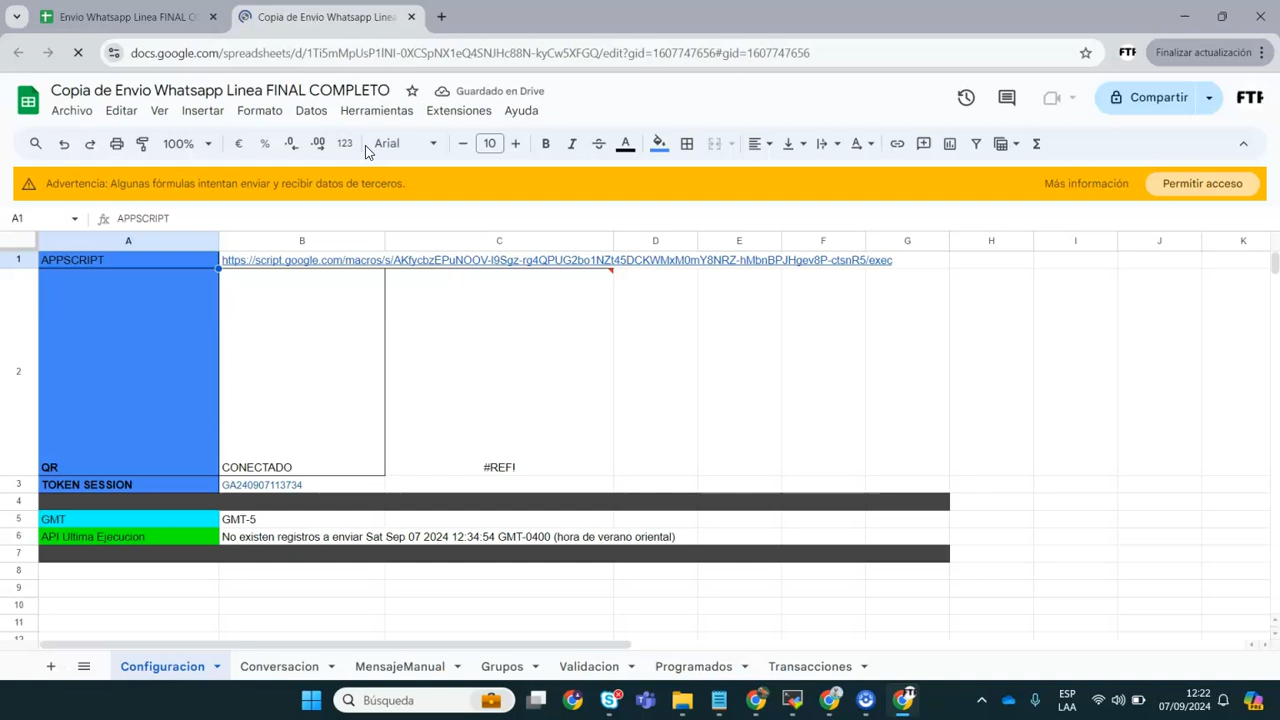 Envio Whatsapp Linea FINAL CO
Copia de Envio Whatsapp Linea
docs.google.com/spreadsheets/d/1Ti5mMpUsP1lNI-0XCSpNX1eQ4SNJHc88N-kyCw5XFGQ/edit?gid=1607747656#gid=1607747656
FTF
Finalizar actualización
Copia de Envio Whatsapp Linea FINAL COMPLETO
Guardado en Drive
Archivo Editar Ver Insertar Formato Datos Herramientas Extensiones Ayuda
Compartir
FTF
100% € % .0 .00 123 Arial 10 B I S A
Advertencia: Algunas fórmulas intentan enviar y recibir datos de terceros.
Más información
Permitir acceso
A1 fx APPSCRIPT
A B C D E F G H I J K
1 APPSCRIPT https://script.google.com/macros/s/AKfycbzEPuNOOV-I9Sgz-rg4QPUG2bo1NZt45DCKWMxM0mY8NRZ-hMbnBPJHgev8P-ctsnR5/exec
2 QR CONECTADO #REF!
3 TOKEN SESSION GA240907113734
4
5 GMT GMT-5
6 API Ultima Ejecucion No existen registros a enviar Sat Sep 07 2024 12:34:54 GMT-0400 (hora de verano oriental)
7
8
9
10
11
12
Configuracion Conversacion MensajeManual Grupos Validacion Programados Transacciones
Búsqueda
ESP
LAA
12:22
07/09/2024